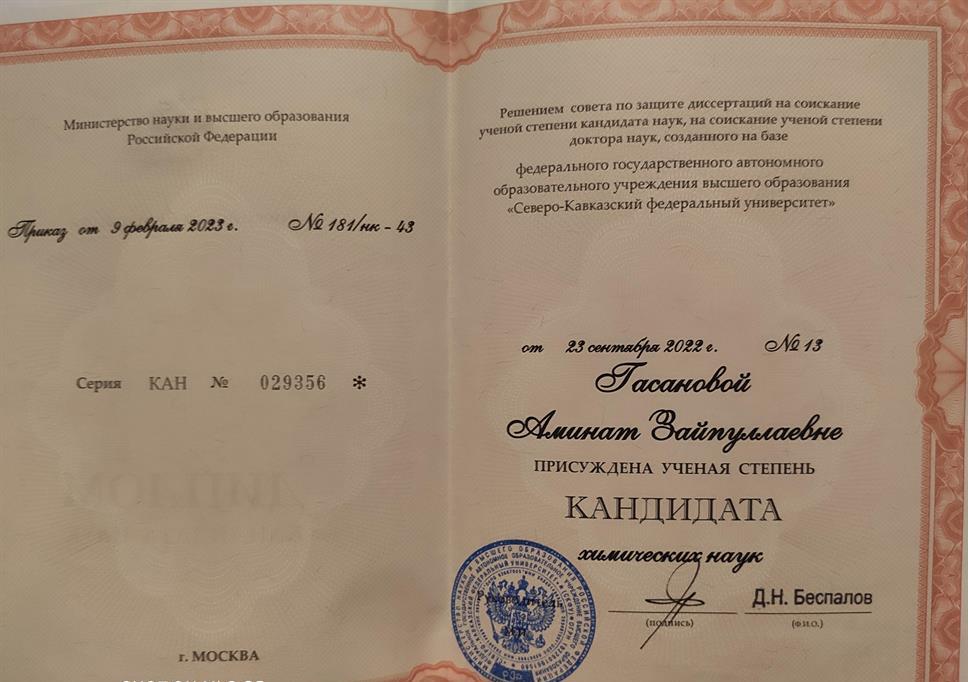 Министерство науки и высшего образования
Российской Федерации
Приказ от 9 февраля 2023 г. № 181/нк - 43
Серия КАН № 029356 *
г. МОСКВА
Решением совета по защите диссертаций на соискание
ученой степени кандидата наук, на соискание ученой степени
доктора наук, созданного на базе
федерального государственного автономного
образовательного учреждения высшего образования
«Северо-Кавказский федеральный университет»
от 23 сентября 2022 г. № 13
Гасановой
Аминат Зайпуллаевне
ПРИСУЖДЕНА УЧЕНАЯ СТЕПЕНЬ
КАНДИДАТА
химических наук
Руководитель
Д.Н. Беспалов
(подпись) (Ф.И.О.)